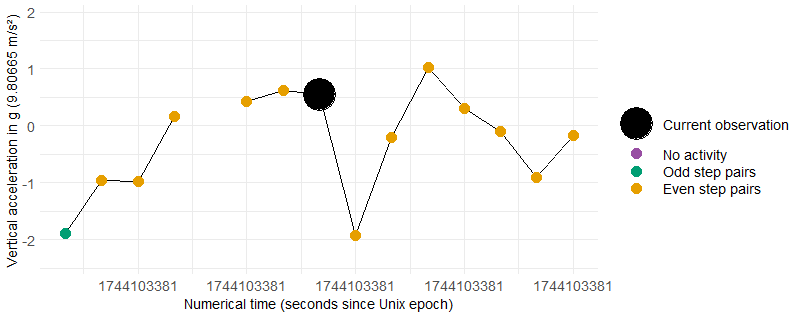 Vertical acceleration in g (9.80665 m/s²)
2
1
0
-1
-2
1744103381 1744103381 1744103381 1744103381 1744103381
Numerical time (seconds since Unix epoch)
Current observation
No activity
Odd step pairs
Even step pairs